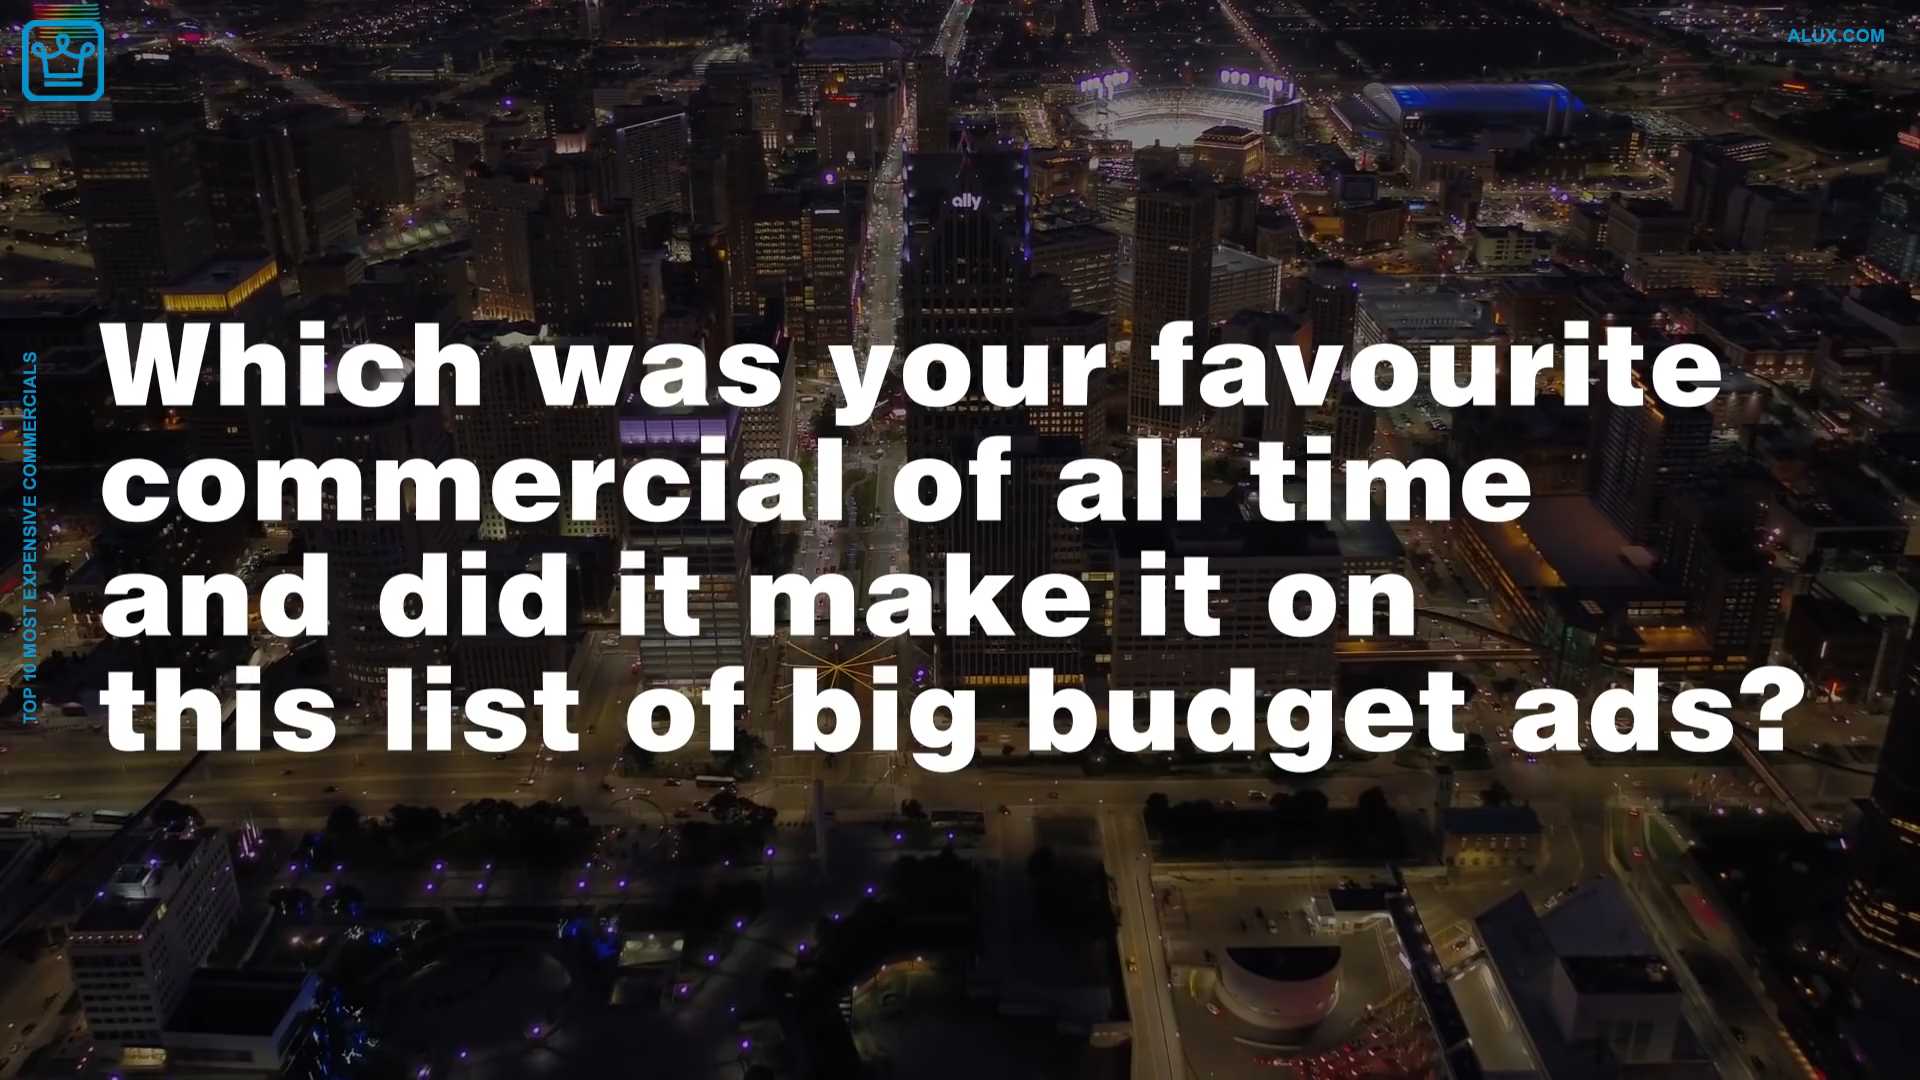 ALUX.COM
ally
Which was your favourite
commercial of all time
and did it make it on
this list of big budget ads?
TOP 10 MOST EXPENSIVE COMMERCIALS